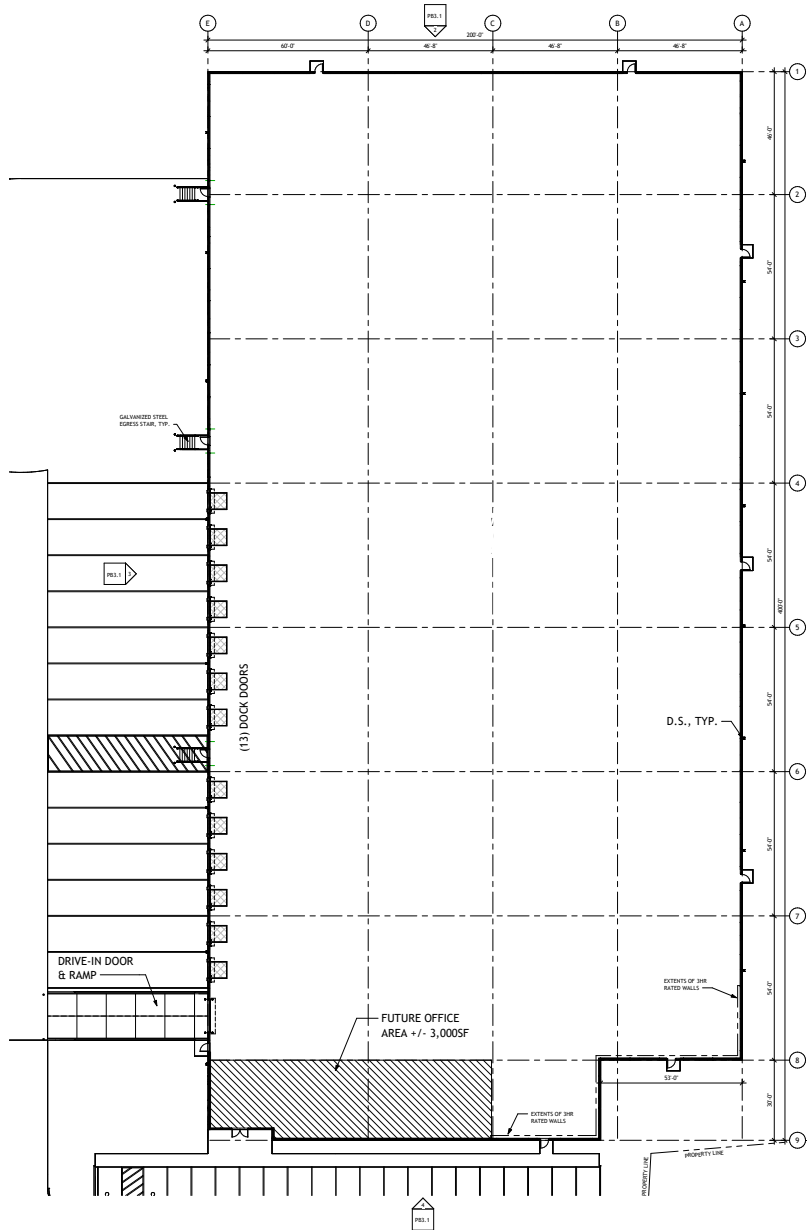 PB3.1
2
E
D
C
B
A
200'-0"
60'-0"
46'-8"
46'-8"
46'-8"
1
46'-0"
2
54'-0"
3
GALVANIZED STEEL
EGRESS STAIR, TYP.
54'-0"
4
PB3.1
3
54'-0"
400'-0"
5
(13) DOCK DOORS
54'-0"
D.S., TYP.
6
54'-0"
7
DRIVE-IN DOOR
& RAMP
EXTENTS OF 3HR
RATED WALLS
54'-0"
FUTURE OFFICE
AREA +/- 3,000SF
8
53'-0"
EXTENTS OF 3HR
RATED WALLS
30'-0"
9
PROPERTY LINE
PROPERTY LINE
4
PB3.1